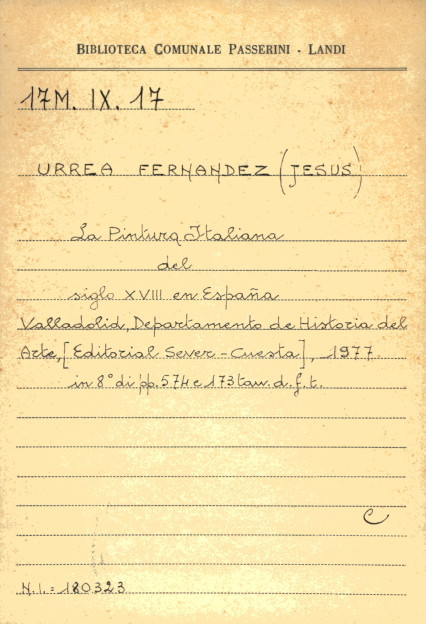 BIBLIOTECA COMUNALE PASSERINI - LANDI
17M. IX. 17
URREA FERNANDEZ (JESUS)
La Pintura Italiana
del
siglo XVIII en España
Valladolid, Departamento de Historia del
Arte, [Editorial Sever-Cuesta], 1977.
in 8° di pp. 574 e 173 tav. d. f. t.
C
N. I. = 180323